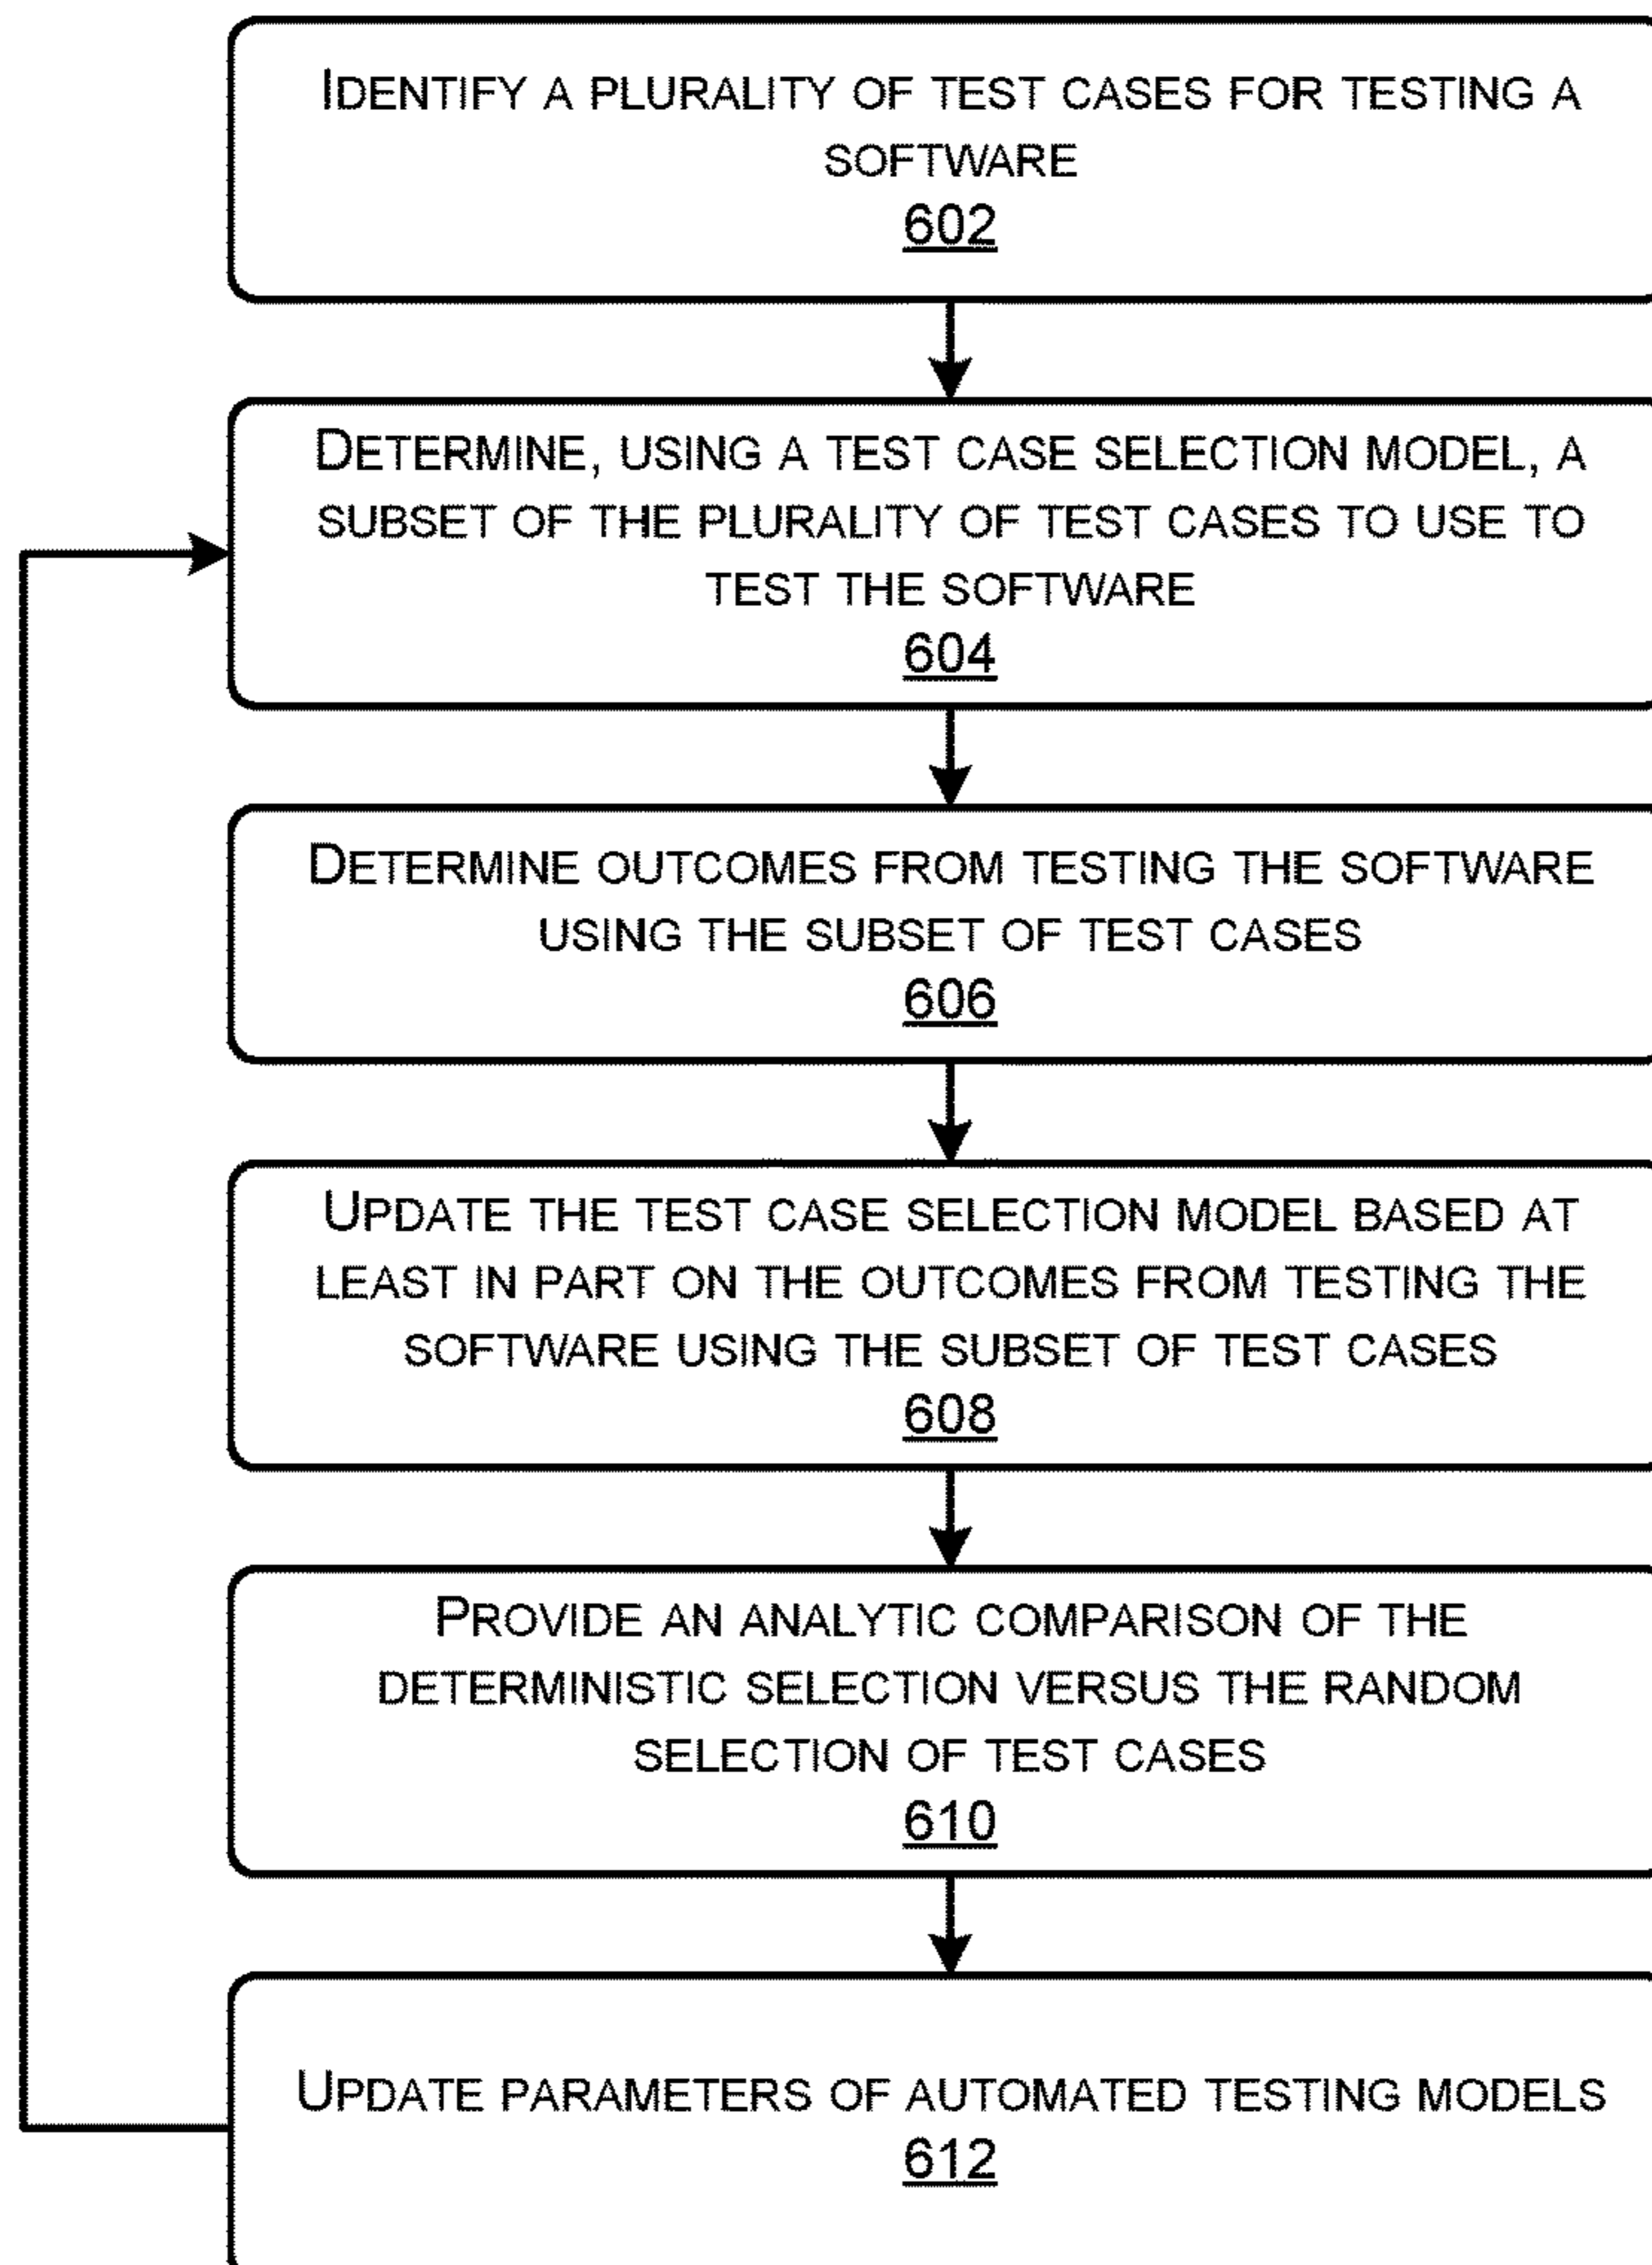 IDENTIFY A PLURALITY OF TEST CASES FOR TESTING A
SOFTWARE
602
DETERMINE, USING A TEST CASE SELECTION MODEL, A
SUBSET OF THE PLURALITY OF TEST CASES TO USE TO
TEST THE SOFTWARE
604
DETERMINE OUTCOMES FROM TESTING THE SOFTWARE
USING THE SUBSET OF TEST CASES
606
UPDATE THE TEST CASE SELECTION MODEL BASED AT
LEAST IN PART ON THE OUTCOMES FROM TESTING THE
SOFTWARE USING THE SUBSET OF TEST CASES
608
PROVIDE AN ANALYTIC COMPARISON OF THE
DETERMINISTIC SELECTION VERSUS THE RANDOM
SELECTION OF TEST CASES
610
UPDATE PARAMETERS OF AUTOMATED TESTING MODELS
612